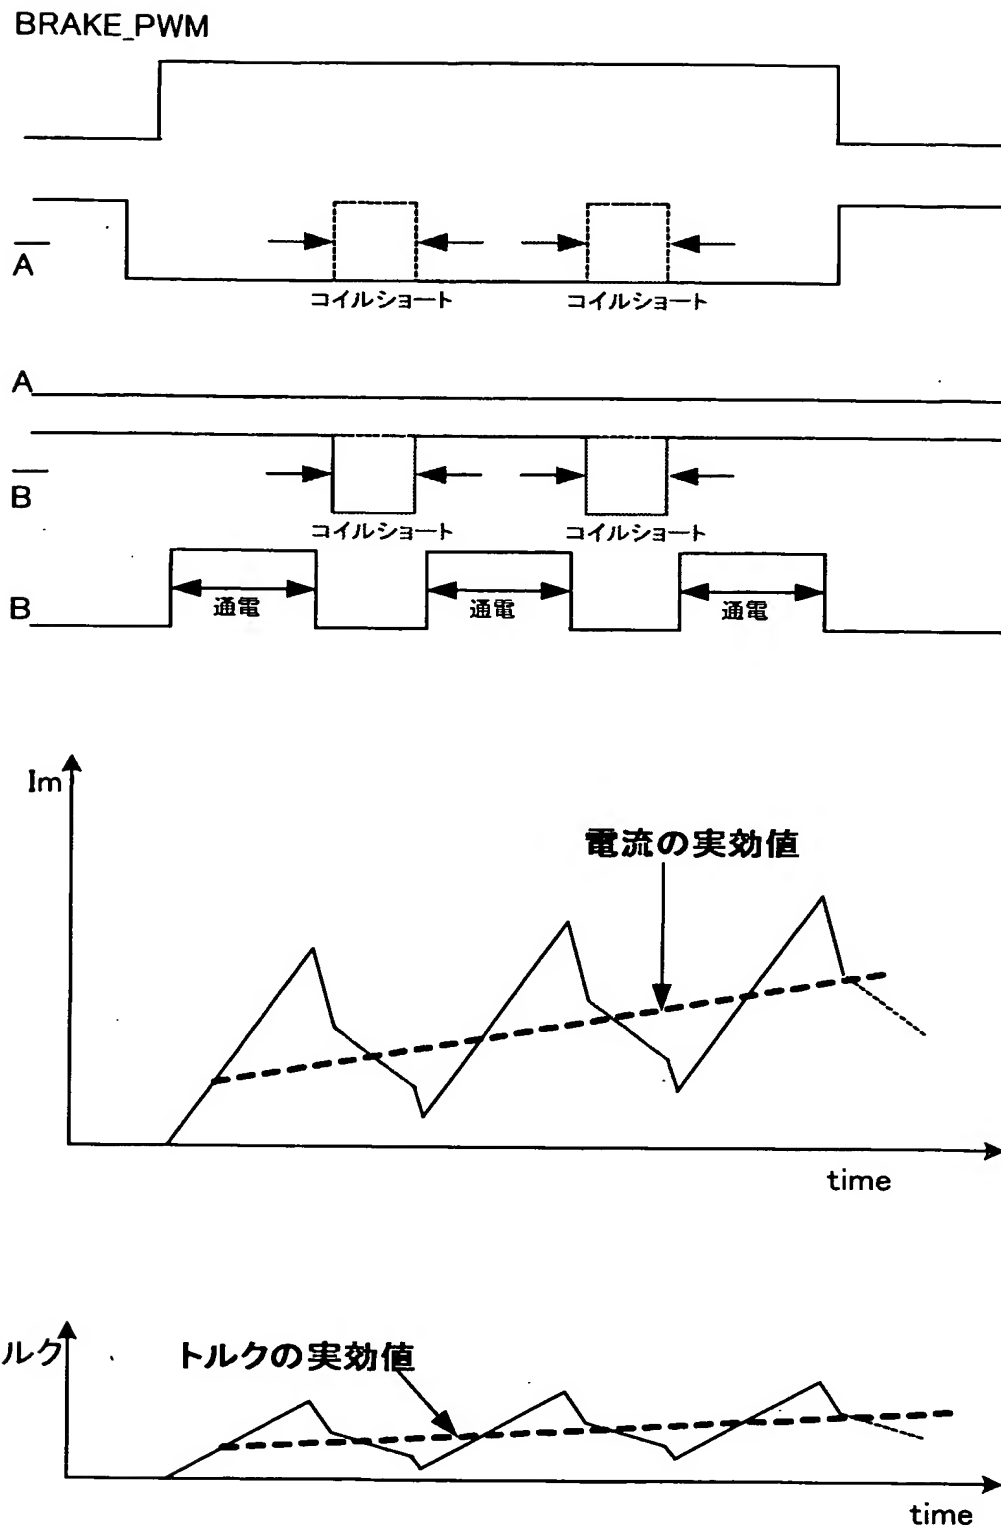 BRAKE_PWM
A̅
コイルショート コイルショート
A
B̅
コイルショート コイルショート
B
通電 通電 通電
Im
電流の実効値
time
ルク
トルクの実効値
time